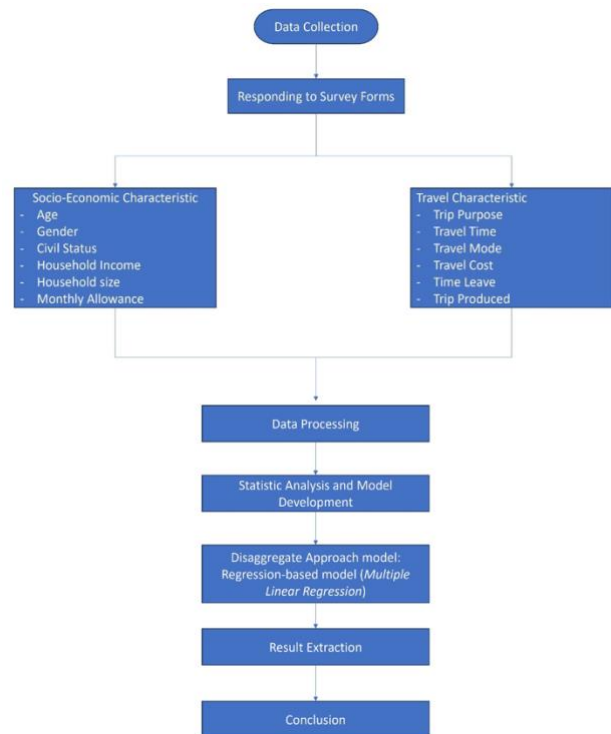 Data Collection
Responding to Survey Forms
Socio-Economic Characteristic
- Age
- Gender
- Civil Status
- Household Income
- Household size
- Monthly Allowance
Travel Characteristic
- Trip Purpose
- Travel Time
- Travel Mode
- Travel Cost
- Time Leave
- Trip Produced
Data Processing
Statistic Analysis and Model
Development
Disaggregate Approach model:
Regression-based model (Multiple
Linear Regression)
Result Extraction
Conclusion